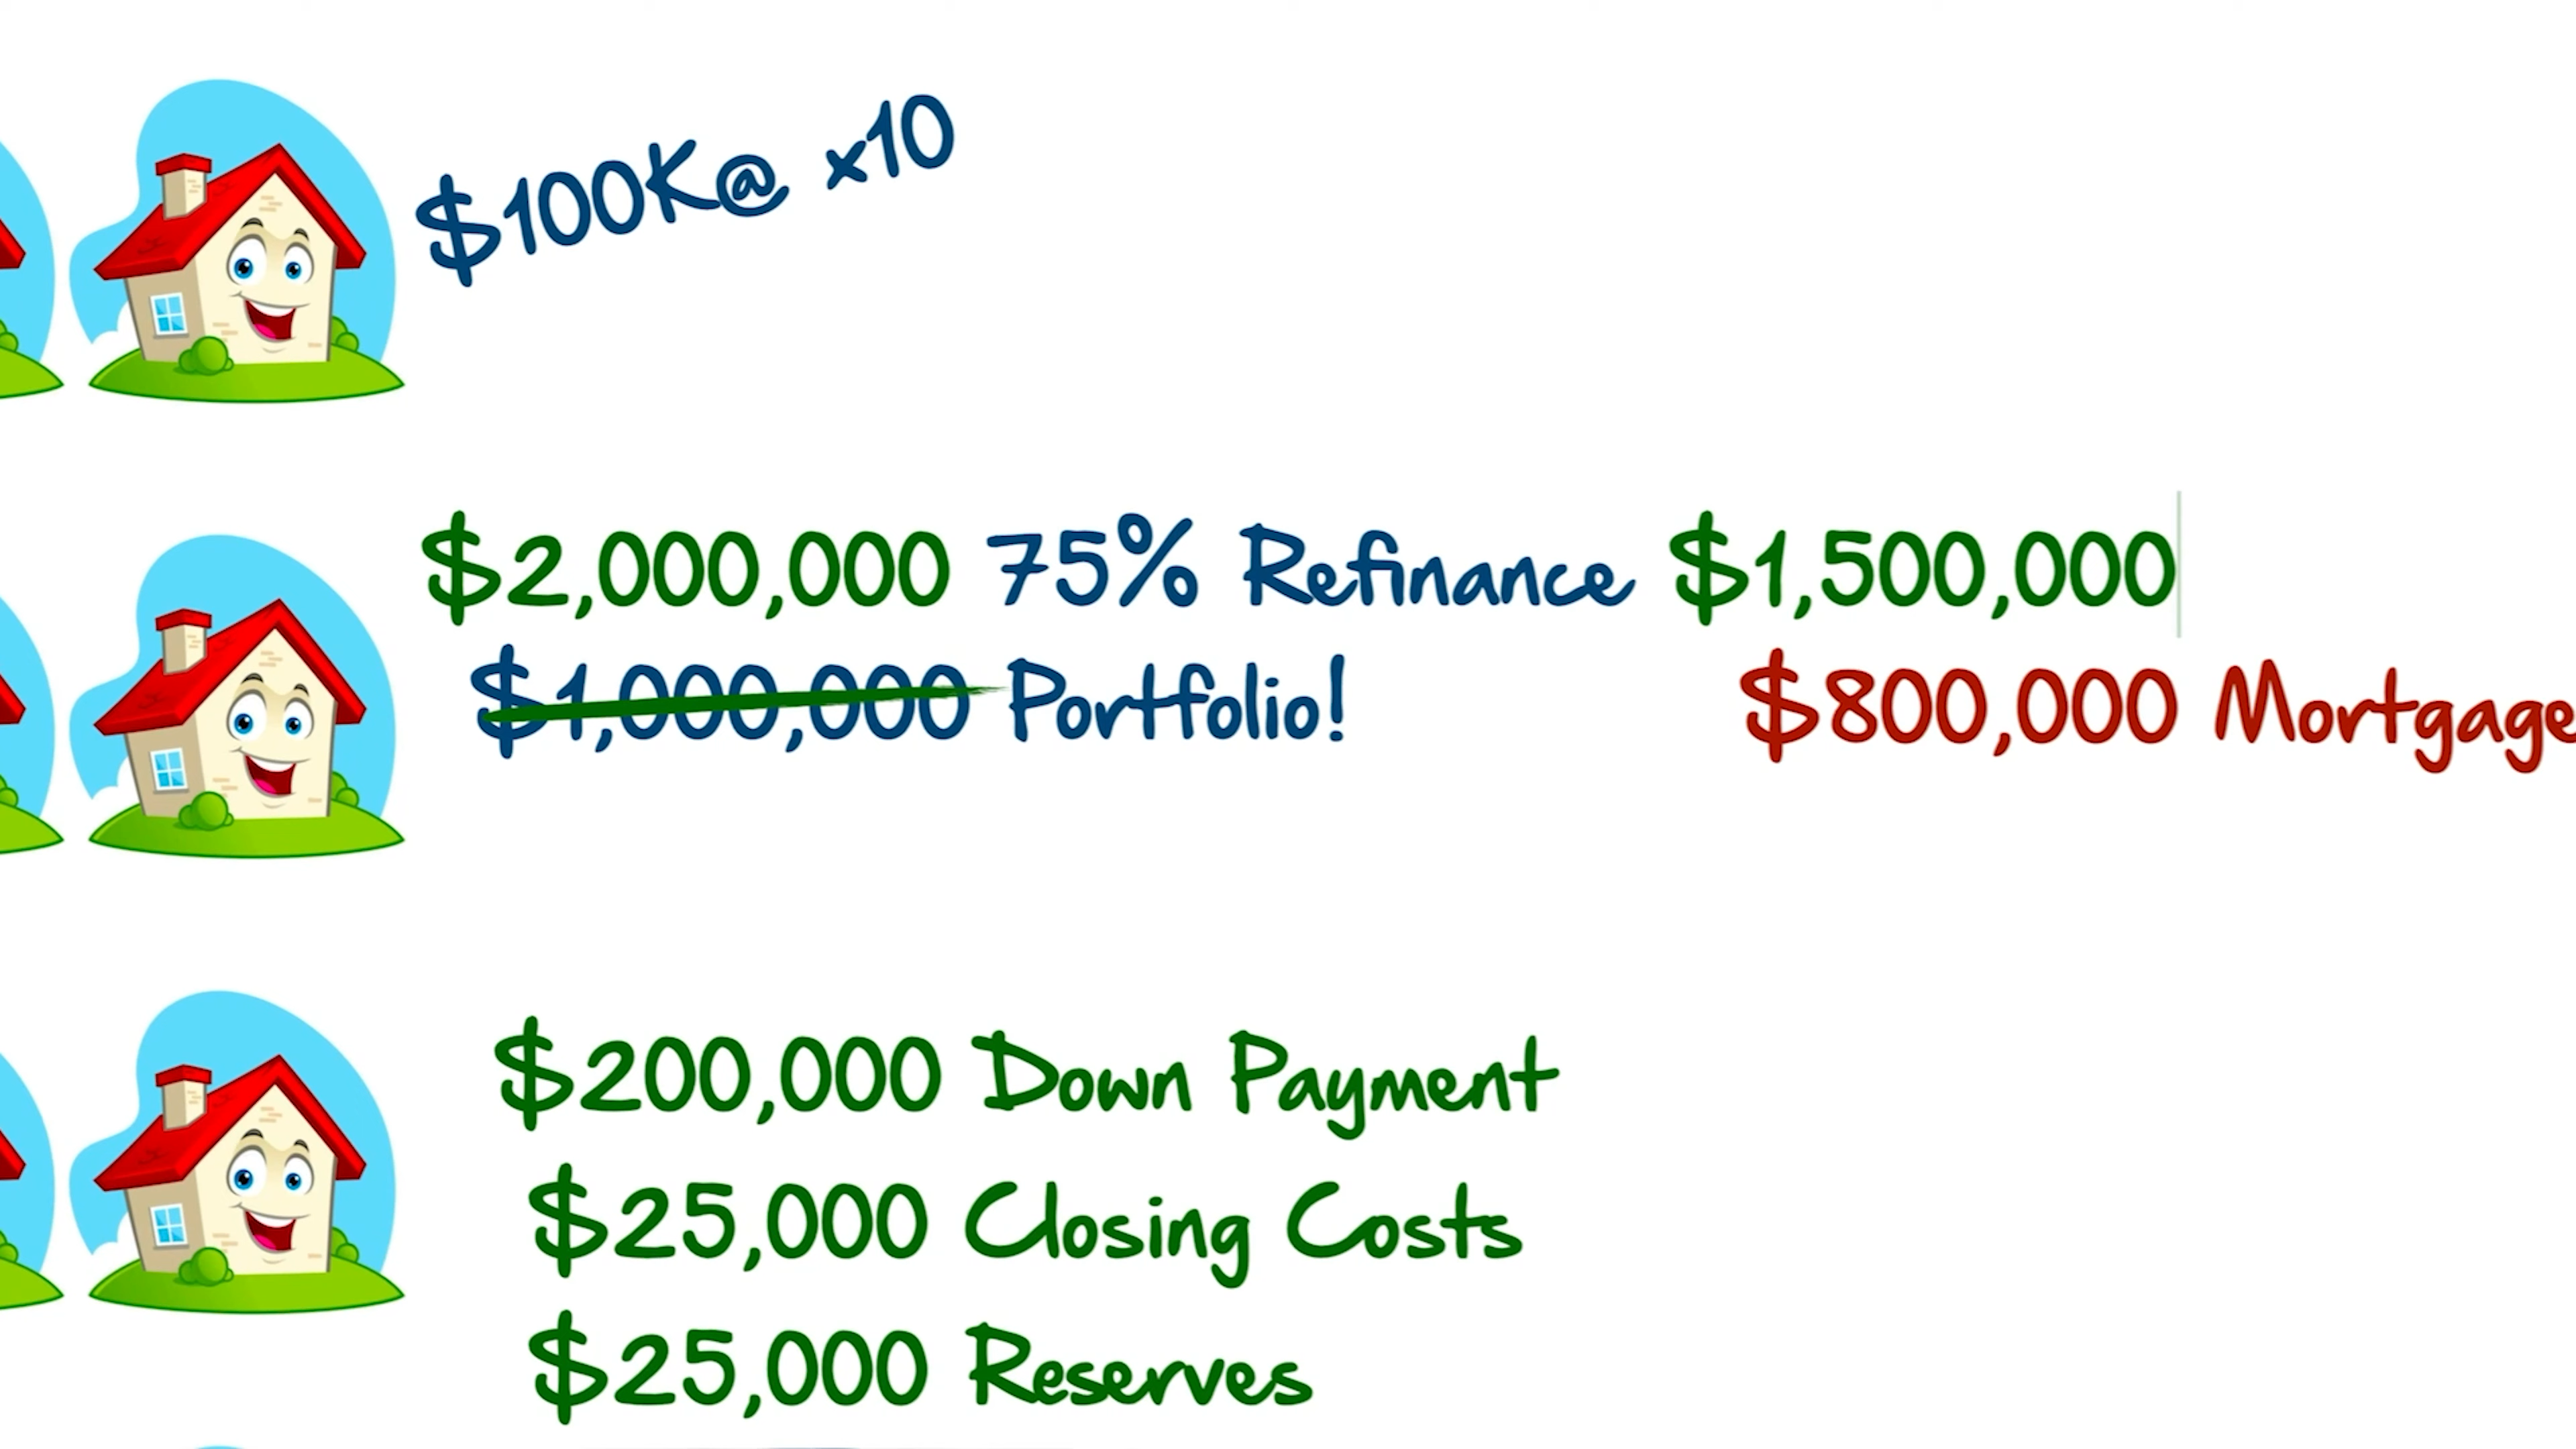 $100K@ x10
$2,000,000 75% Refinance $1,500,000
$1,000,000 Portfolio!
$800,000 Mortgage
$200,000 Down Payment
$25,000 Closing Costs
$25,000 Reserves